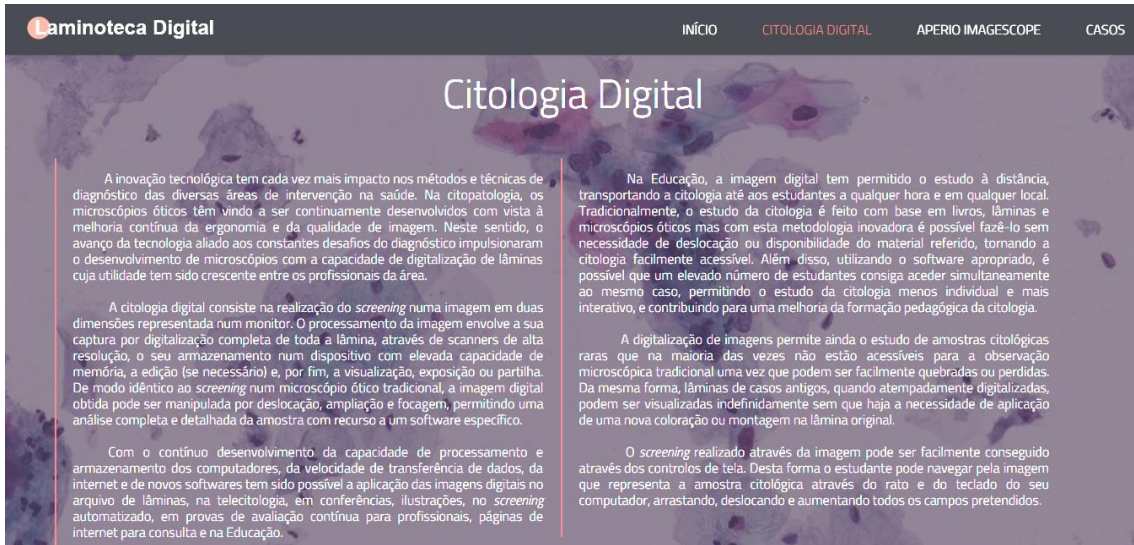 Laminoteca Digital
INÍCIO
CITOLOGIA DIGITAL
APERIO IMAGESCOPE
CASOS
Citologia Digital
A inovação tecnológica tem cada vez mais impacto nos métodos e técnicas de
diagnóstico das diversas áreas de intervenção na saúde. Na citopatologia, os
microscópios óticos têm vindo a ser continuamente desenvolvidos com vista à
melhoria contínua da ergonomia e da qualidade de imagem. Neste sentido, o
avanço da tecnologia aliado aos constantes desafios do diagnóstico impulsionaram
o desenvolvimento de microscópios com a capacidade de digitalização de lâminas
cuja utilidade tem sido crescente entre os profissionais da área.
A citologia digital consiste na realização do screening numa imagem em duas
dimensões representada num monitor. O processamento da imagem envolve a sua
captura por digitalização completa de toda a lâmina, através de scanners de alta
resolução, o seu armazenamento num dispositivo com elevada capacidade de
memória, a edição (se necessário) e, por fim, a visualização, exposição ou partilha.
De modo idêntico ao screening num microscópio ótico tradicional, a imagem digital
obtida pode ser manipulada por deslocação, ampliação e focagem, permitindo uma
análise completa e detalhada da amostra com recurso a um software específico.
Com o contínuo desenvolvimento da capacidade de processamento e
armazenamento dos computadores, da velocidade de transferência de dados, da
internet e de novos softwares tem sido possível a aplicação das imagens digitais no
arquivo de lâminas, na telecitologia, em conferências, ilustrações, no screening
automatizado, em provas de avaliação contínua para profissionais, páginas de
internet para consulta e na Educação.
Na Educação, a imagem digital tem permitido o estudo à distância,
transportando a citologia até aos estudantes a qualquer hora e em qualquer local.
Tradicionalmente, o estudo da citologia é feito com base em livros, lâminas e
microscópios óticos mas com esta metodologia inovadora é possível fazê-lo sem
necessidade de deslocação ou disponibilidade do material referido, tornando a
citologia facilmente acessível. Além disso, utilizando o software apropriado, é
possível que um elevado número de estudantes consiga aceder simultaneamente
ao mesmo caso, permitindo o estudo da citologia menos individual e mais
interativo, e contribuindo para uma melhoria da formação pedagógica da citologia.
A digitalização de imagens permite ainda o estudo de amostras citológicas
raras que na maioria das vezes não estão acessíveis para a observação
microscópica tradicional uma vez que podem ser facilmente quebradas ou perdidas.
Da mesma forma, lâminas de casos antigos, quando atempadamente digitalizadas,
podem ser visualizadas indefinidamente sem que haja a necessidade de aplicação
de uma nova coloração ou montagem na lâmina original.
O screening realizado através da imagem pode ser facilmente conseguido
através dos controlos de tela. Desta forma o estudante pode navegar pela imagem
que representa a amostra citológica através do rato e do teclado do seu
computador, arrastando, deslocando e aumentando todos os campos pretendidos.